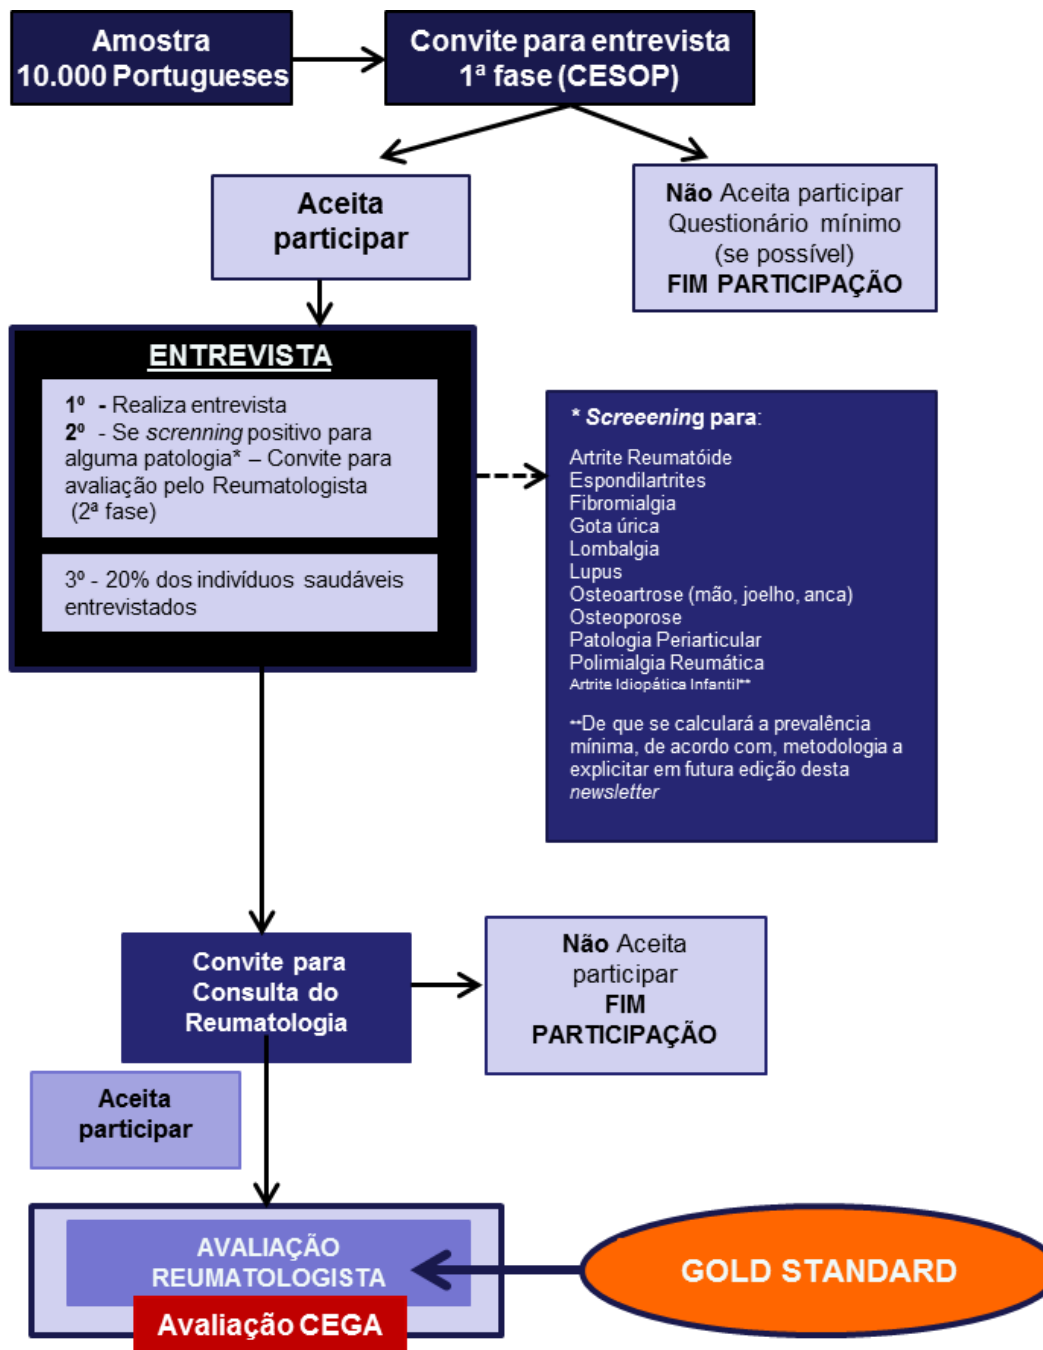 Amostra
10.000 Portugueses
Convite para entrevista
1ª fase (CESOP)
Aceita
participar
Não Aceita participar
Questionário mínimo
(se possível)
FIM PARTICIPAÇÃO
ENTREVISTA
1º - Realiza entrevista
2º - Se screnning positivo para
alguma patologia* – Convite para
avaliação pelo Reumatologista
(2ª fase)
3º - 20% dos indivíduos saudáveis
entrevistados
* Screeening para:
Artrite Reumatóide
Espondilartrites
Fibromialgia
Gota úrica
Lombalgia
Lupus
Osteoartrose (mão, joelho, anca)
Osteoporose
Patologia Periarticular
Polimialgia Reumática
Artrite Idiopática Infantil**
**De que se calculará a prevalência
mínima, de acordo com, metodologia a
explicitar em futura edição desta
newsletter
Convite para
Consulta do
Reumatologia
Não Aceita
participar
FIM
PARTICIPAÇÃO
Aceita
participar
AVALIAÇÃO
REUMATOLOGISTA
Avaliação CEGA
GOLD STANDARD